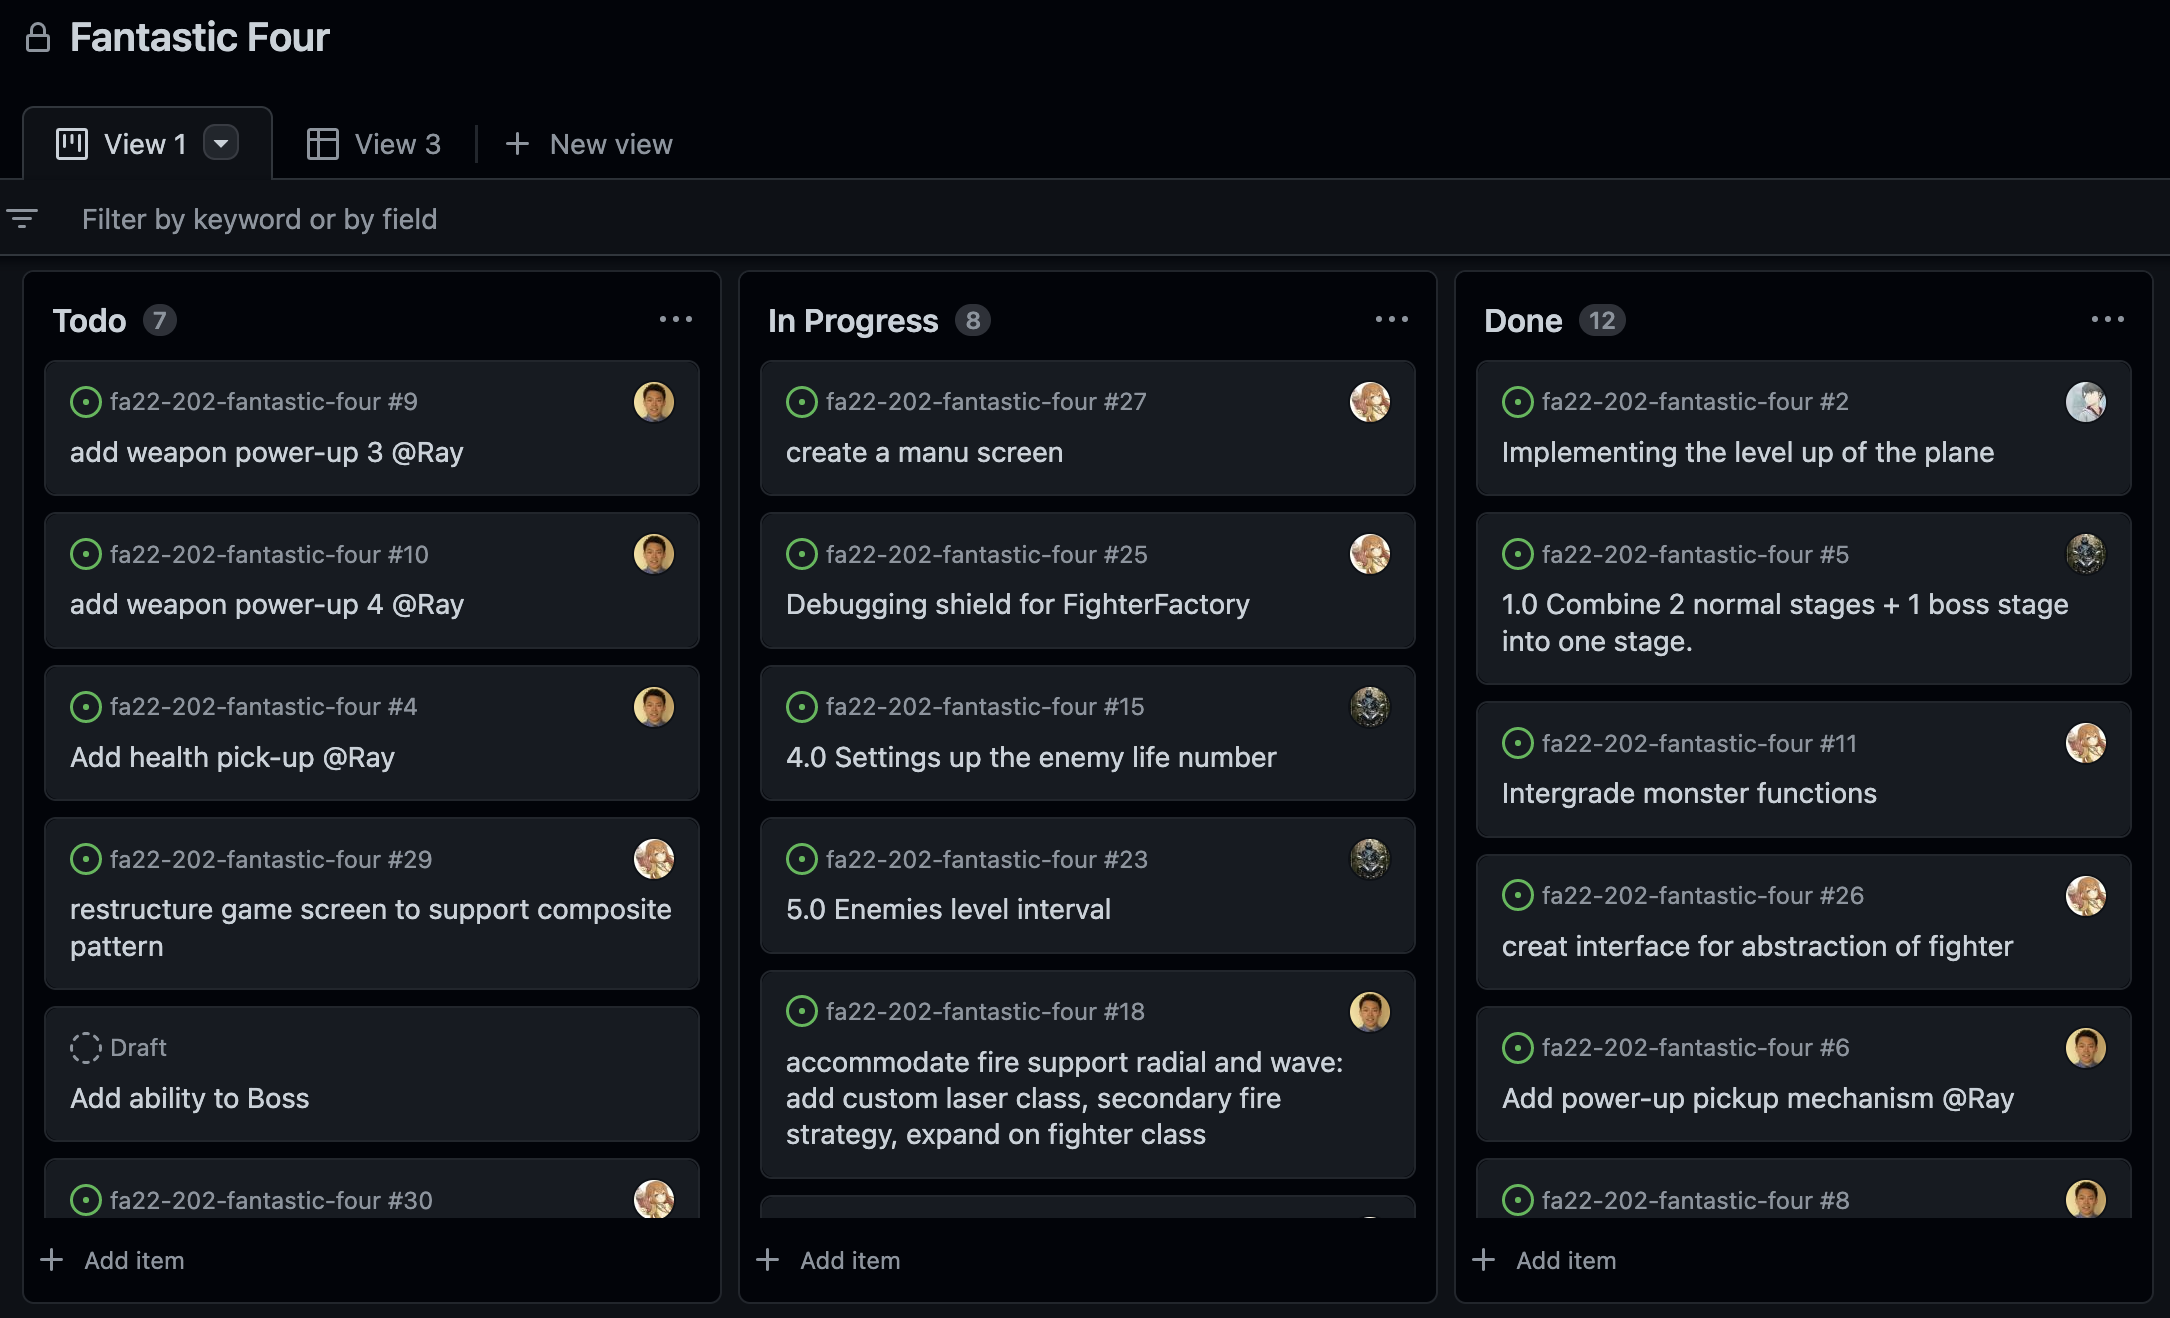 Fantastic Four
View 1
View 3
New view
Filter by keyword or by field
Todo 7
fa22-202-fantastic-four #9
add weapon power-up 3 @Ray
fa22-202-fantastic-four #10
add weapon power-up 4 @Ray
fa22-202-fantastic-four #4
Add health pick-up @Ray
fa22-202-fantastic-four #29
restructure game screen to support composite
pattern
Draft
Add ability to Boss
fa22-202-fantastic-four #30
Add item
In Progress 8
fa22-202-fantastic-four #27
create a manu screen
fa22-202-fantastic-four #25
Debugging shield for FighterFactory
fa22-202-fantastic-four #15
4.0 Settings up the enemy life number
fa22-202-fantastic-four #23
5.0 Enemies level interval
fa22-202-fantastic-four #18
accommodate fire support radial and wave:
add custom laser class, secondary fire
strategy, expand on fighter class
Add item
Done 12
fa22-202-fantastic-four #2
Implementing the level up of the plane
fa22-202-fantastic-four #5
1.0 Combine 2 normal stages + 1 boss stage
into one stage.
fa22-202-fantastic-four #11
Intergrade monster functions
fa22-202-fantastic-four #26
creat interface for abstraction of fighter
fa22-202-fantastic-four #6
Add power-up pickup mechanism @Ray
fa22-202-fantastic-four #8
Add item